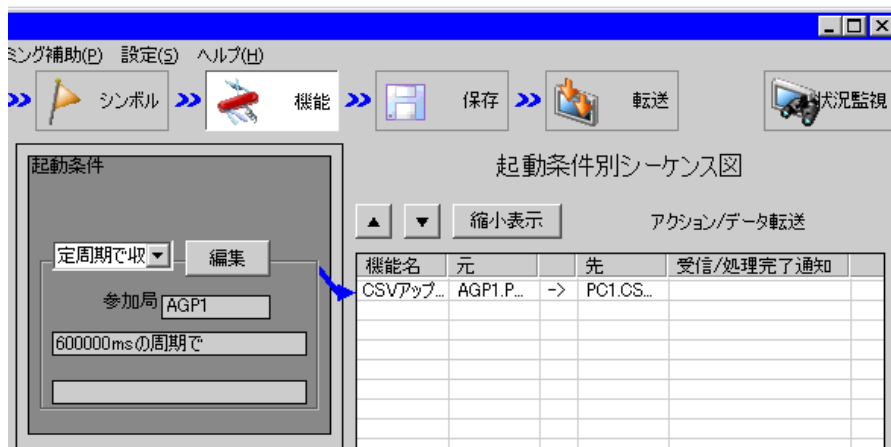 ミング補助(P) 設定(S) ヘルプ(H)
シンボル 機能 保存 転送 状況監視
起動条件
起動条件別シーケンス図
▲ ▼ 縮小表示 アクション/データ転送
定周期で収 編集
機能名 元 先 受信/処理完了通知
CSVアップ... AGP1.P... -> PC1.CS...
参加局 AGP1
600000msの周期で